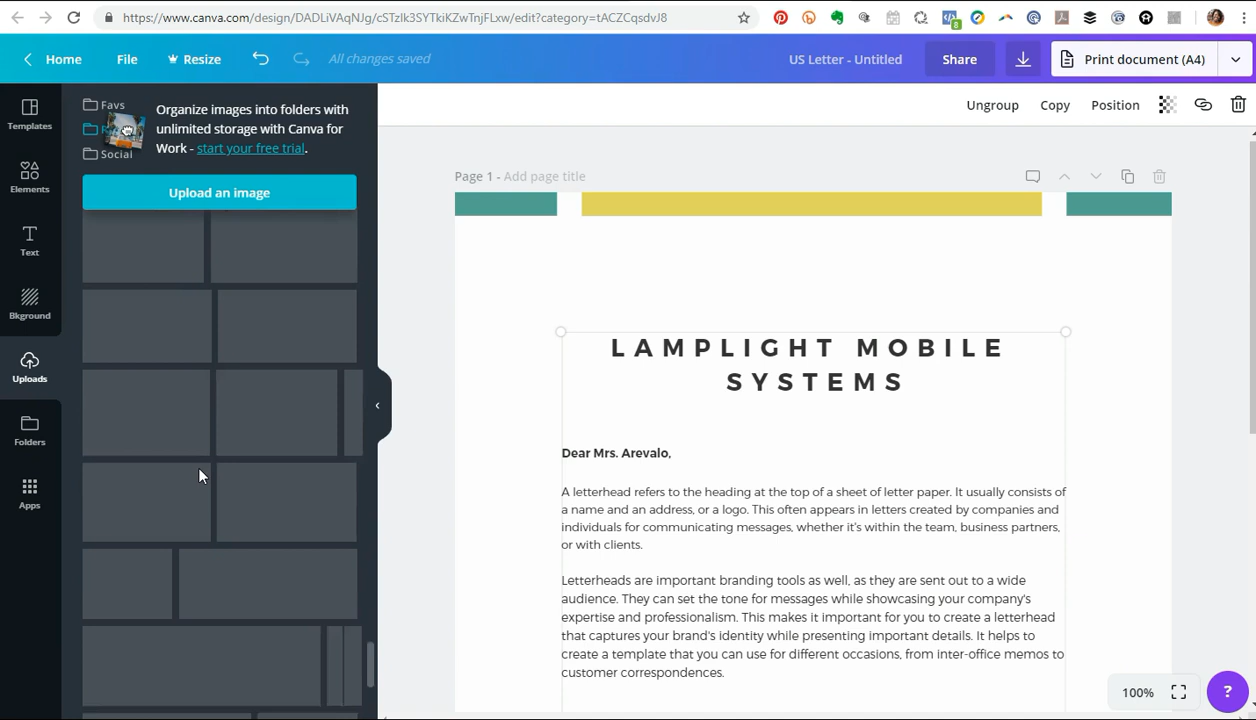 https://www.canva.com/design/DADLiVAqNJg/cSTzlk3SYTkiKZwTnjFLxw/edit?category=tACZCqsdvJ8
8
Home
File
Resize
All changes saved
US Letter - Untitled
Share
Print document (A4)
Templates
Elements
Text
Bkground
Uploads
Folders
Apps
Favs
Social
Organize images into folders with
unlimited storage with Canva for
Work - start your free trial.
Upload an image
Ungroup
Copy
Position
Page 1 - Add page title
LAMPLIGHT MOBILE
SYSTEMS
Dear Mrs. Arevalo,
A letterhead refers to the heading at the top of a sheet of letter paper. It usually consists of
a name and an address, or a logo. This often appears in letters created by companies and
individuals for communicating messages, whether it's within the team, business partners,
or with clients.
Letterheads are important branding tools as well, as they are sent out to a wide
audience. They can set the tone for messages while showcasing your company's
expertise and professionalism. This makes it important for you to create a letterhead
that captures your brand's identity while presenting important details. It helps to
create a template that you can use for different occasions, from inter-office memos to
customer correspondences.
100%
?